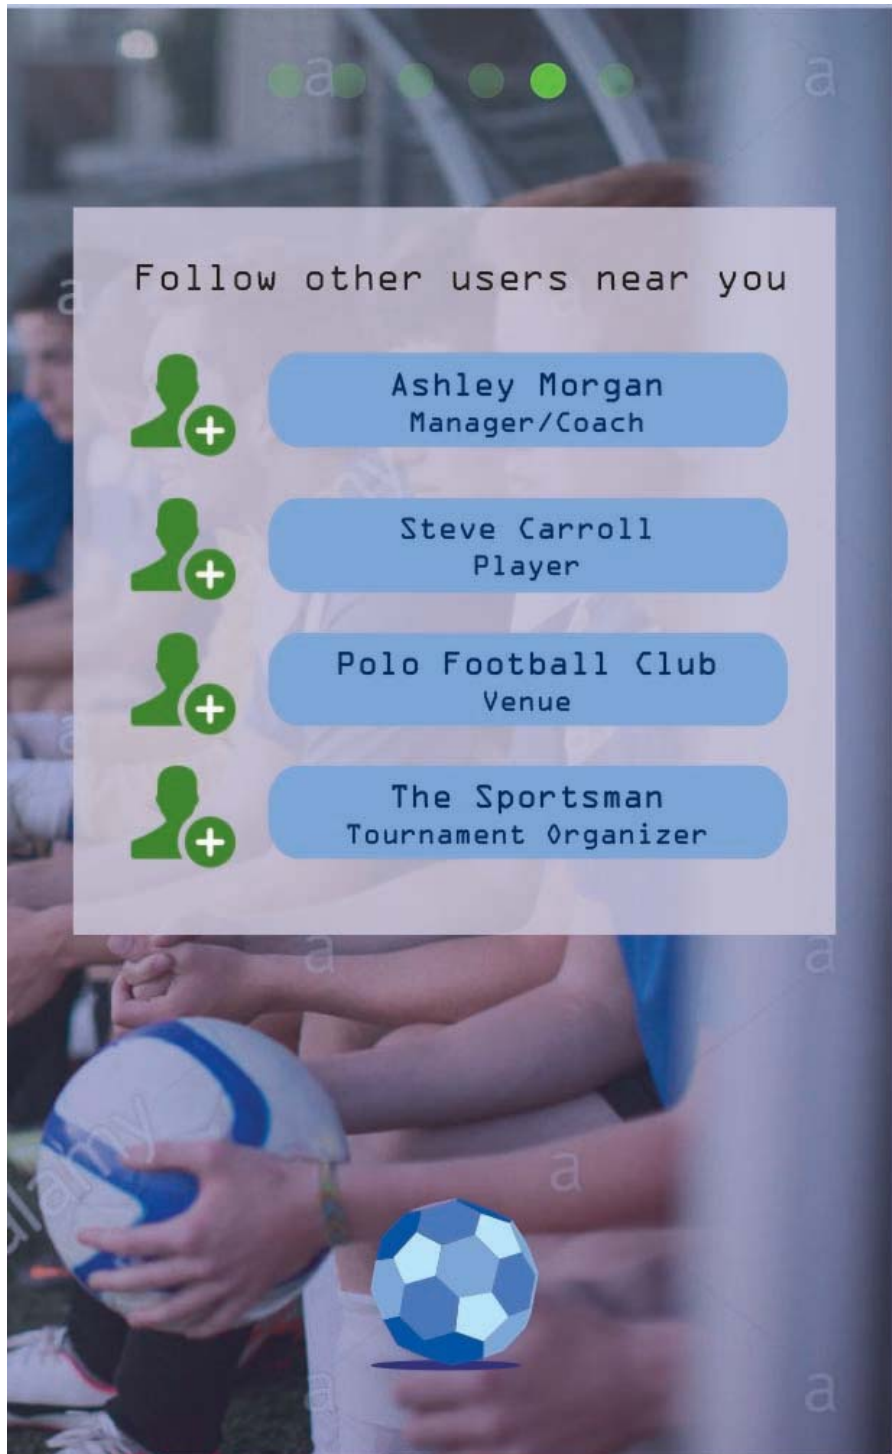 Follow other users near you
Ashley Morgan
Manager/Coach
Steve Carroll
Player
Polo Football Club
Venue
The Sportsman
Tournament Organizer
a
a
a
a
a
a
a
a
a
alamy